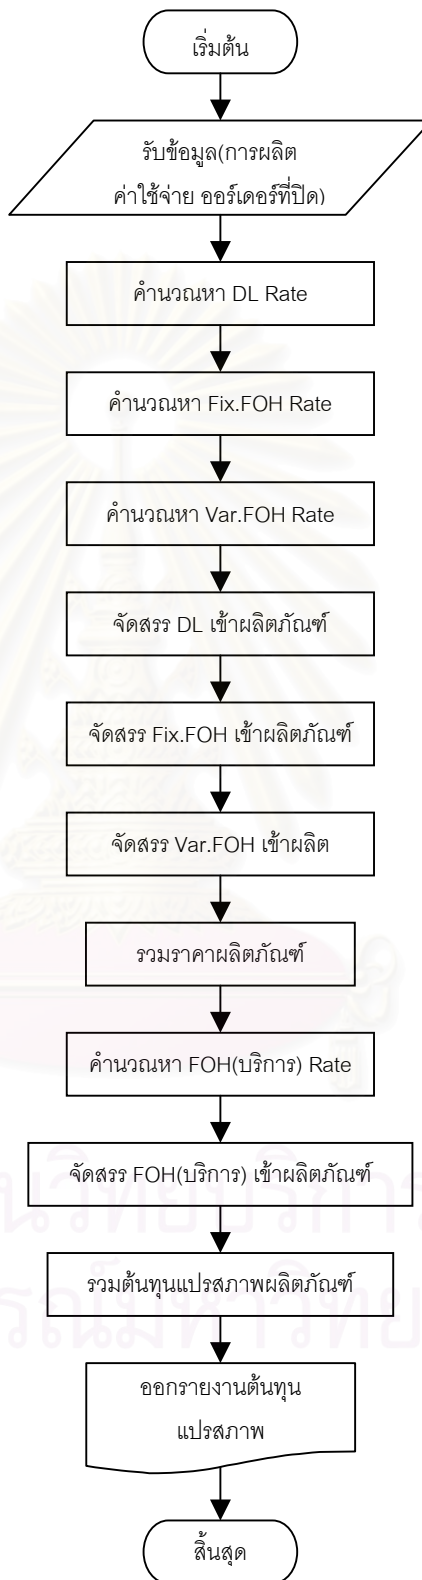 เริ่มต้น
รับข้อมูล(การผลิต
ค่าใช้จ่าย ออร์เดอร์ที่ปิด)
คำนวณหา DL Rate
คำนวณหา Fix.FOH Rate
คำนวณหา Var.FOH Rate
จัดสรร DL เข้าผลิตภัณฑ์
จัดสรร Fix.FOH เข้าผลิตภัณฑ์
จัดสรร Var.FOH เข้าผลิต
รวมราคาผลิตภัณฑ์
คำนวณหา FOH(บริการ) Rate
จัดสรร FOH(บริการ) เข้าผลิตภัณฑ์
รวมต้นทุนแปรสภาพผลิตภัณฑ์
ออกรายงานต้นทุน
แปรสภาพ
สิ้นสุด